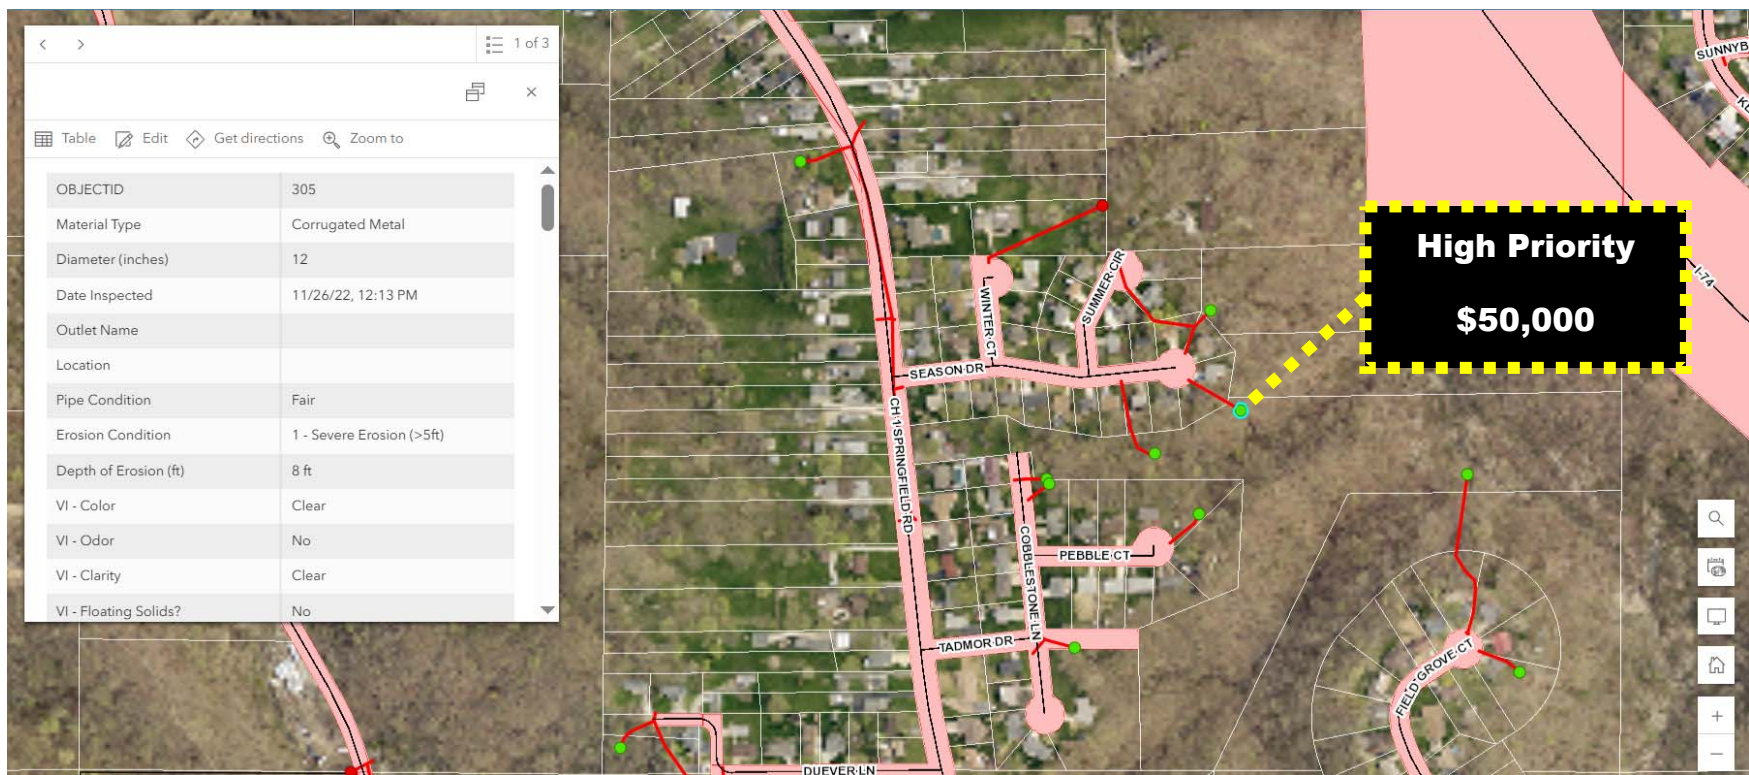 1 of 3
Table Edit Get directions Zoom to
OBJECTID 305
Material Type Corrugated Metal
Diameter (inches) 12
Date Inspected 11/26/22, 12:13 PM
Outlet Name
Location
Pipe Condition Fair
Erosion Condition 1 - Severe Erosion (>5ft)
Depth of Erosion (ft) 8 ft
VI - Color Clear
VI - Odor No
VI - Clarity Clear
VI - Floating Solids? No
High Priority
$50,000
SUNNYB
I-74
WINTER CT
SUMMER CIR
SEASON DR
CH 1 SPRINGFIELD RD
COBBLESTONE LN
PEBBLE CT
TADMOR DR
FIELD GROVE CT
DUEVER LN